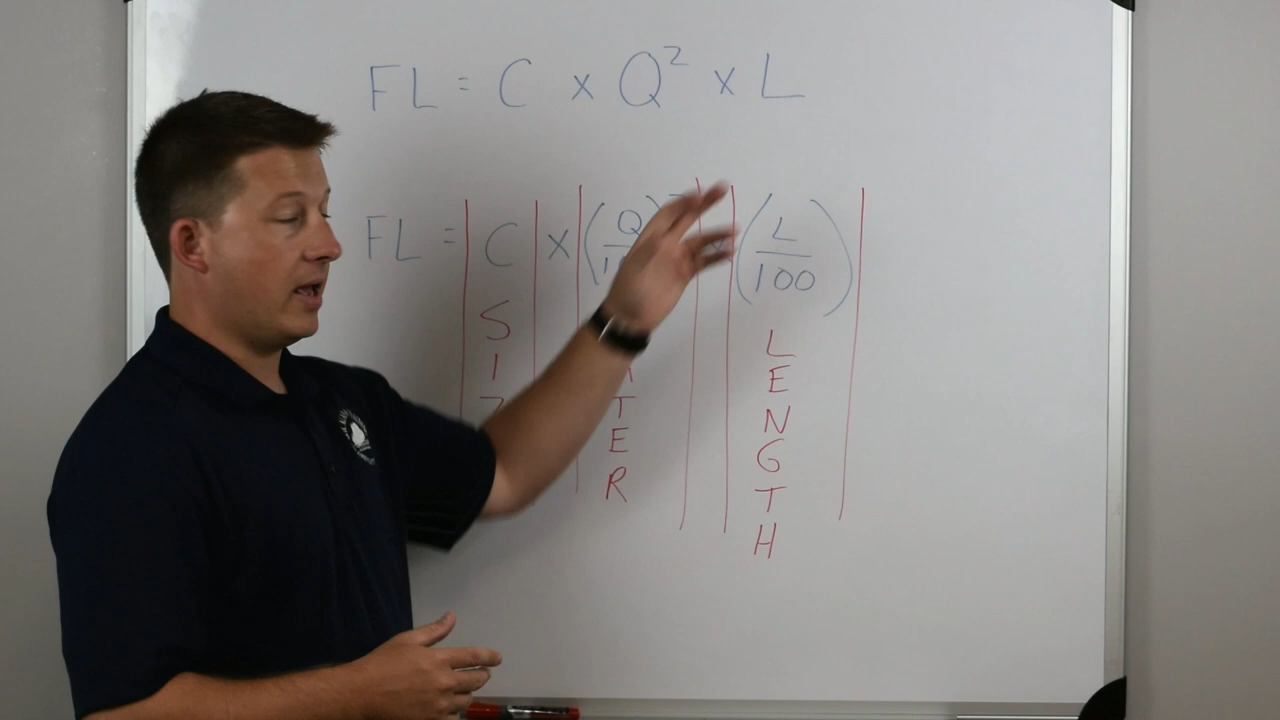 FL = C x Q² x L
FL = C x (Q x (L/100)
S
I
Z
T
E
R
L
E
N
G
T
H